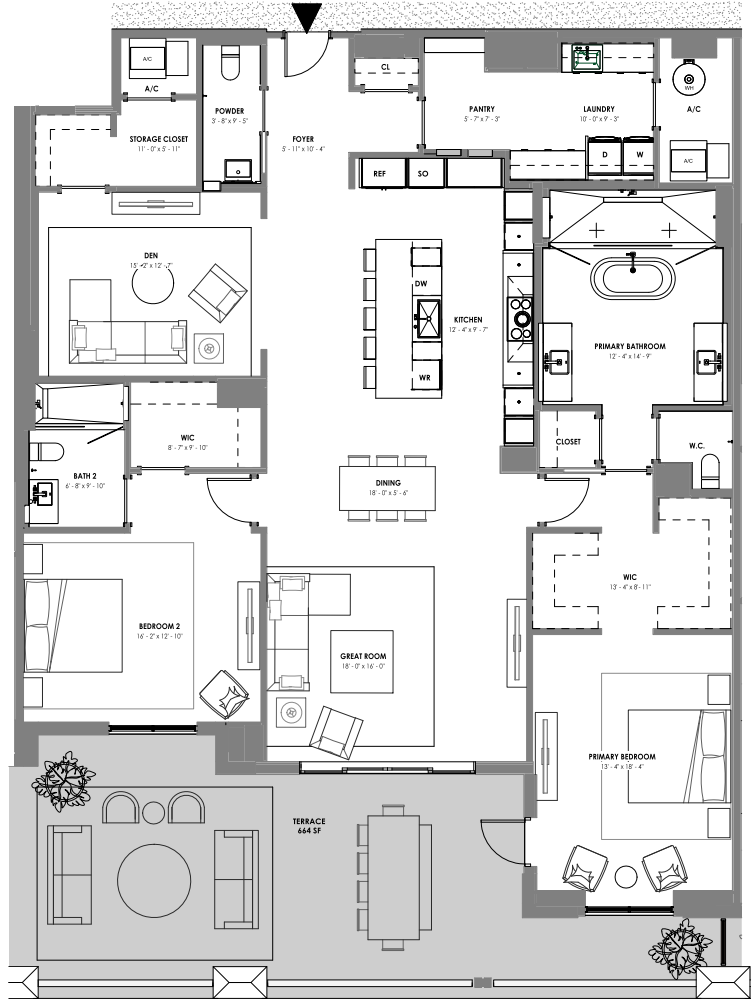 A/C
A/C
CL
POWDER
3' - 8" x 9' - 5"
PANTRY
5' - 7" x 7' - 3"
LAUNDRY
10' - 0" x 9' - 3"
WH
A/C
STORAGE CLOSET
11' - 0" x 5' - 11"
FOYER
5' - 11" x 10' - 4"
D
W
A/C
REF
SO
DEN
15' - 2" x 12' - 7"
DW
KITCHEN
12' - 4" x 9' - 7"
PRIMARY BATHROOM
12' - 4" x 14' - 9"
WR
WIC
8' - 7" x 9' - 10"
CLOSET
W.C.
BATH 2
6' - 8" x 9' - 10"
DINING
18' - 0" x 5' - 6"
WIC
13' - 4" x 8' - 11"
BEDROOM 2
16' - 2" x 12' - 10"
GREAT ROOM
18' - 0" x 16' - 0"
PRIMARY BEDROOM
13' - 4" x 18' - 4"
TERRACE
664 SF